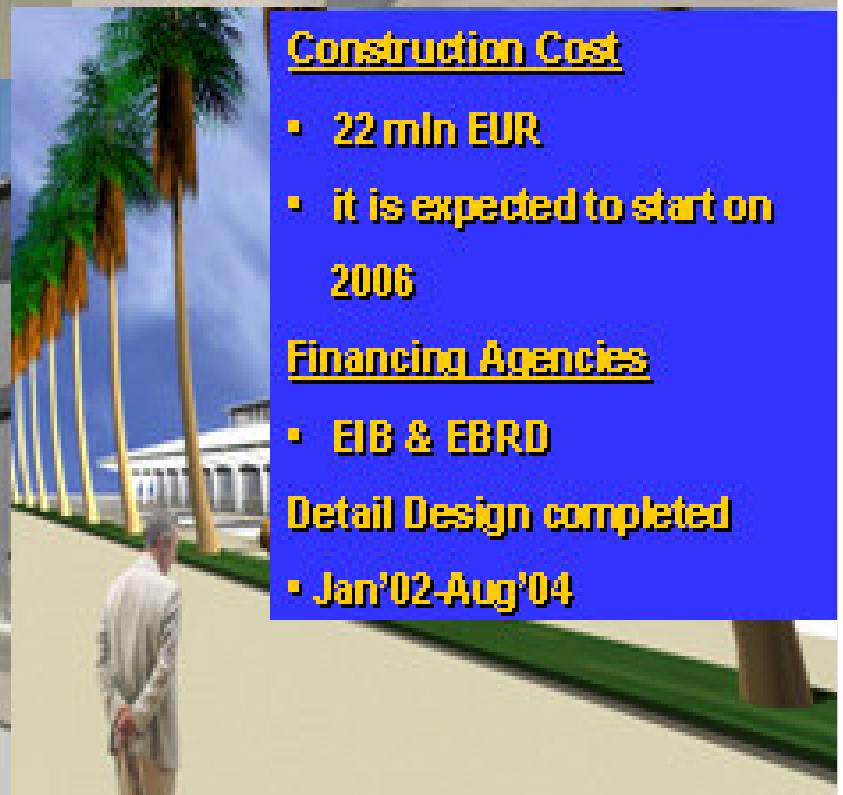 Construction Cost
• 22 mln EUR
• it is expected to start on
2006
Financing Agencies
• EIB & EBRD
Detail Design completed
• Jan’02-Aug’04